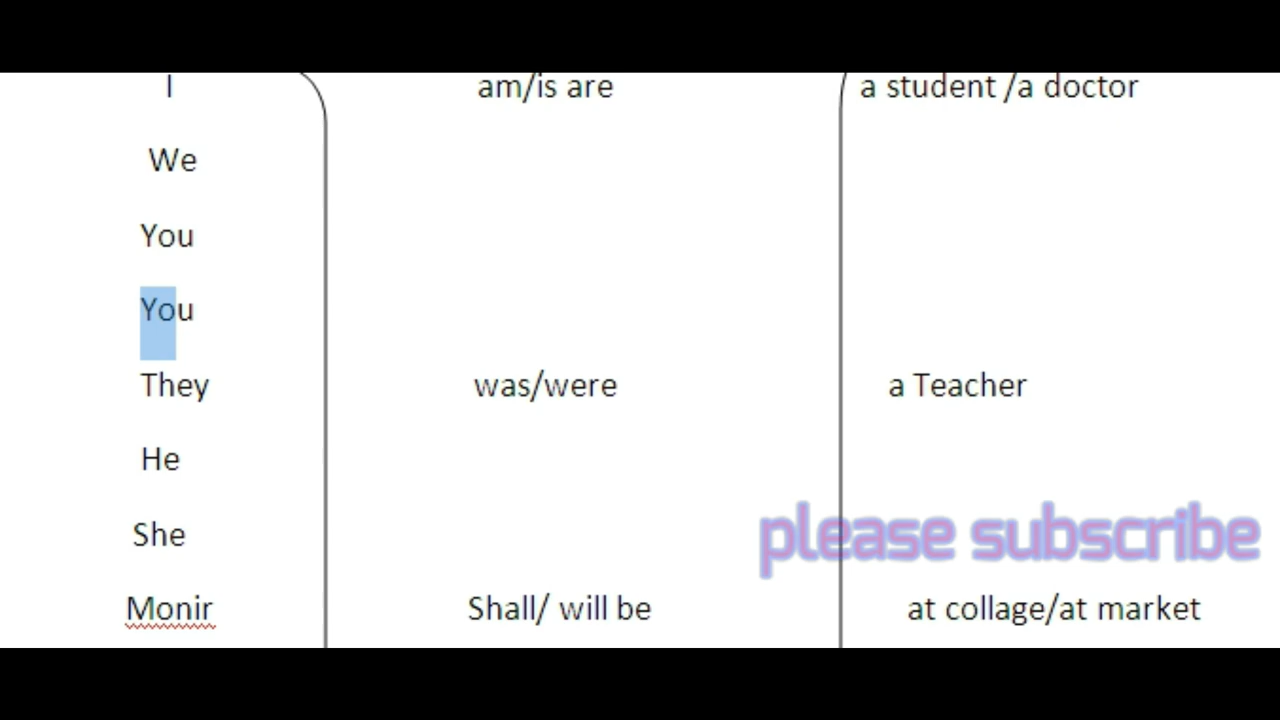 I am/is are a student /a doctor
We
You
You
They was/were a Teacher
He
She
please subscribe
Monir Shall/ will be at collage/at market